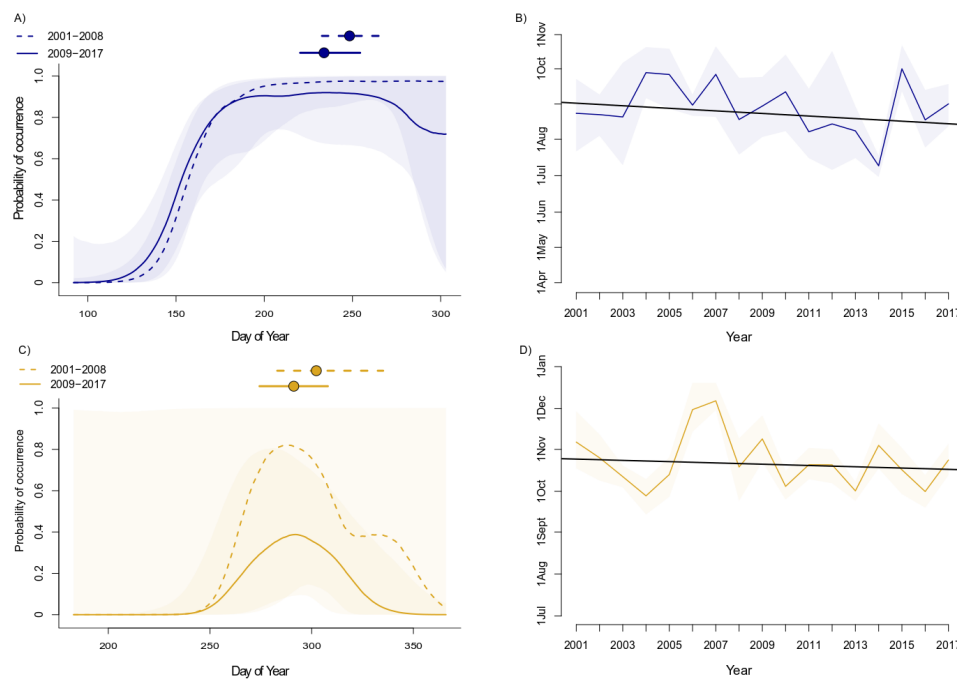 A)
2001−2008
2009−2017
Probability of occurrence
1.0
0.8
0.6
0.4
0.2
0
100 150 200 250 300
Day of Year
B)
1Nov
1Oct
1Aug
1Jul
1Jun
1May
1Apr
2001 2003 2005 2007 2009 2011 2013 2015 2017
Year
C)
2001−2008
2009−2017
Probability of occurrence
1.0
0.8
0.6
0.4
0.2
0
200 250 300 350
Day of Year
D)
1Jan
1Dec
1Nov
1Oct
1Sept
1Aug
1Jul
2001 2003 2005 2007 2009 2011 2013 2015 2017
Year